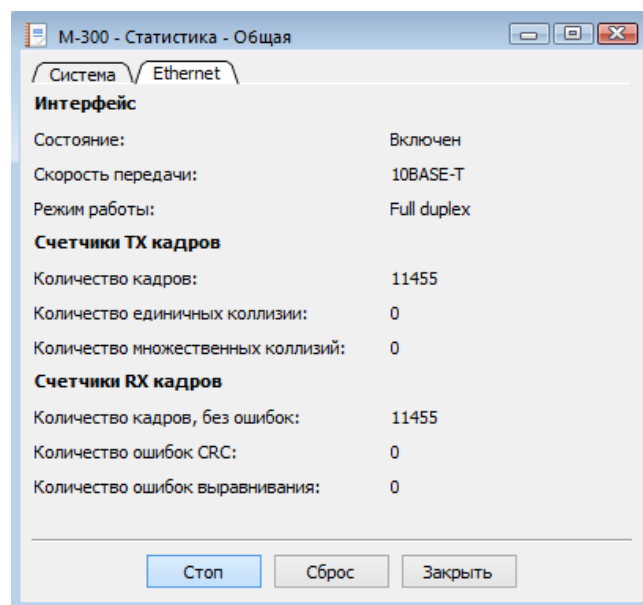 М-300 - Статистика - Общая
Система Ethernet
Интерфейс
Состояние: Включен
Скорость передачи: 10BASE-T
Режим работы: Full duplex
Счетчики TX кадров
Количество кадров: 11455
Количество единичных коллизии: 0
Количество множественных коллизий: 0
Счетчики RX кадров
Количество кадров, без ошибок: 11455
Количество ошибок CRC: 0
Количество ошибок выравнивания: 0
Стоп Сброс Закрыть